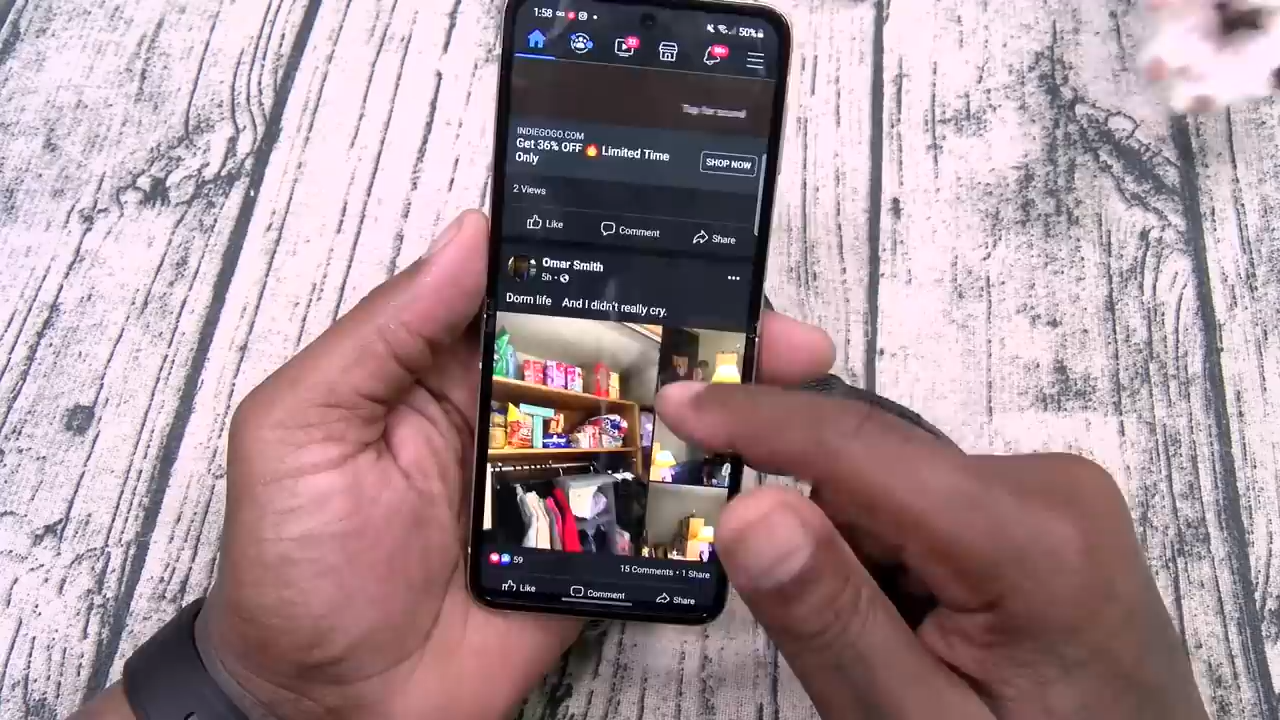 1:58
50%
21
Tap for sound
INDIEGOGO.COM
Get 36% OFF 🔥 Limited Time
Only
SHOP NOW
2 Views
Like Comment Share
Omar Smith
5h •
Dorm life And I didn't really cry.
59
15 Comments • 1 Share
Like Comment Share